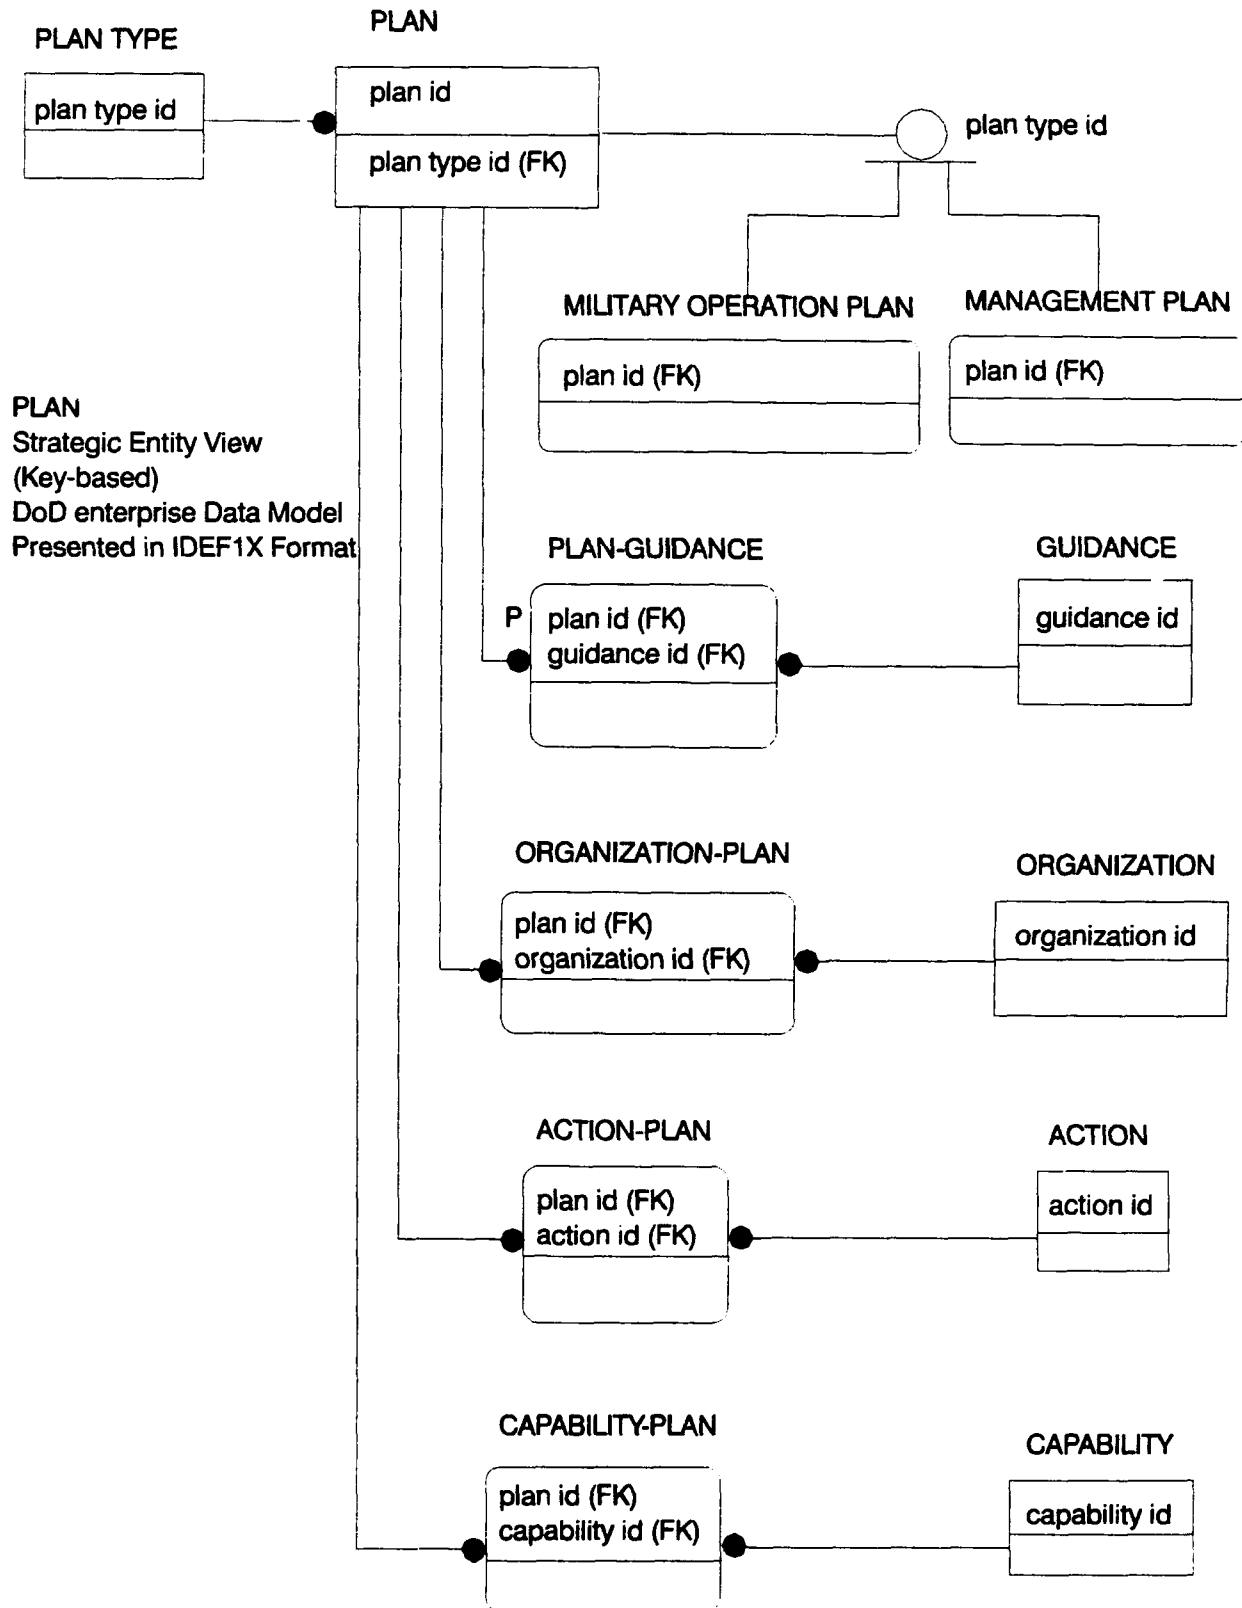 PLAN TYPE
plan type id
PLAN
plan id
plan type id (FK)
plan type id
MILITARY OPERATION PLAN
plan id (FK)
MANAGEMENT PLAN
plan id (FK)
PLAN
Strategic Entity View
(Key-based)
DoD enterprise Data Model
Presented in IDEF1X Format
PLAN-GUIDANCE
P
plan id (FK)
guidance id (FK)
GUIDANCE
guidance id
ORGANIZATION-PLAN
plan id (FK)
organization id (FK)
ORGANIZATION
organization id
ACTION-PLAN
plan id (FK)
action id (FK)
ACTION
action id
CAPABILITY-PLAN
plan id (FK)
capability id (FK)
CAPABILITY
capability id